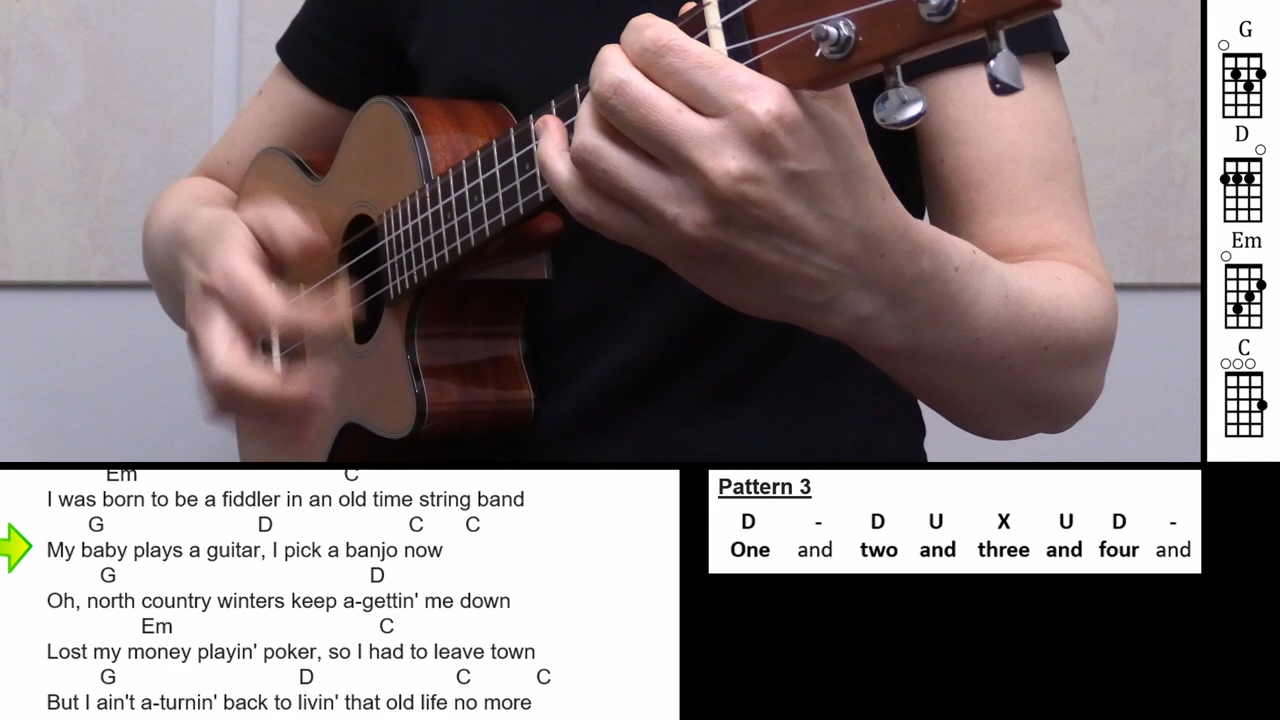 G
D
Em
C
Em C
I was born to be a fiddler in an old time string band
G D C C
My baby plays a guitar, I pick a banjo now
G D
Oh, north country winters keep a-gettin' me down
Em C
Lost my money playin' poker, so I had to leave town
G D C C
But I ain't a-turnin' back to livin' that old life no more
Pattern 3
D - D U X U D -
One and two and three and four and